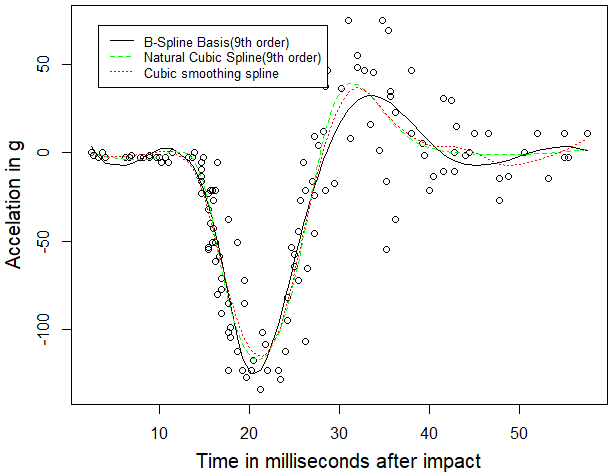 B-Spline Basis(9th order)
Natural Cubic Spline(9th order)
Cubic smoothing spline
50
0
-50
-100
Accelation in g
10 20 30 40 50
Time in milliseconds after impact